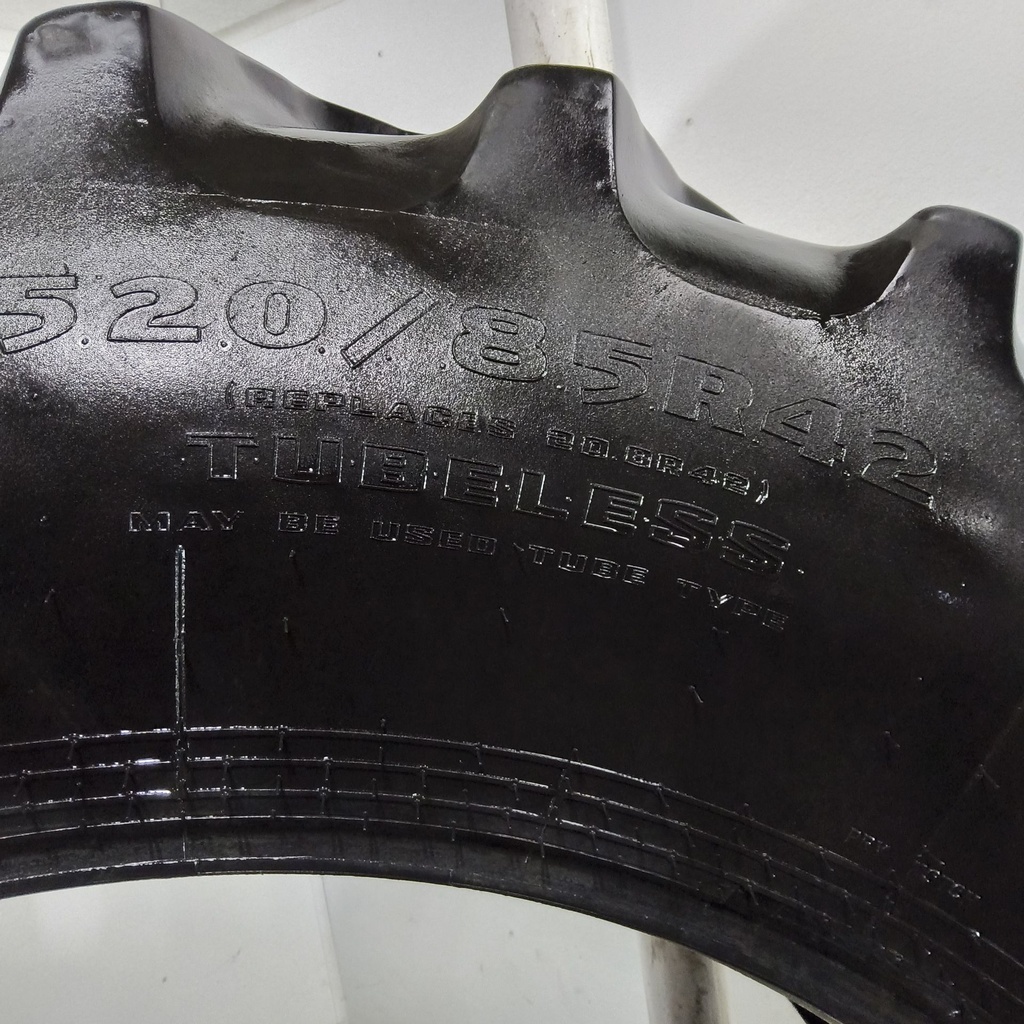 520/85R42
(REPLACES 20.8R42)
TUBELESS
MAY BE USED TUBE TYPE